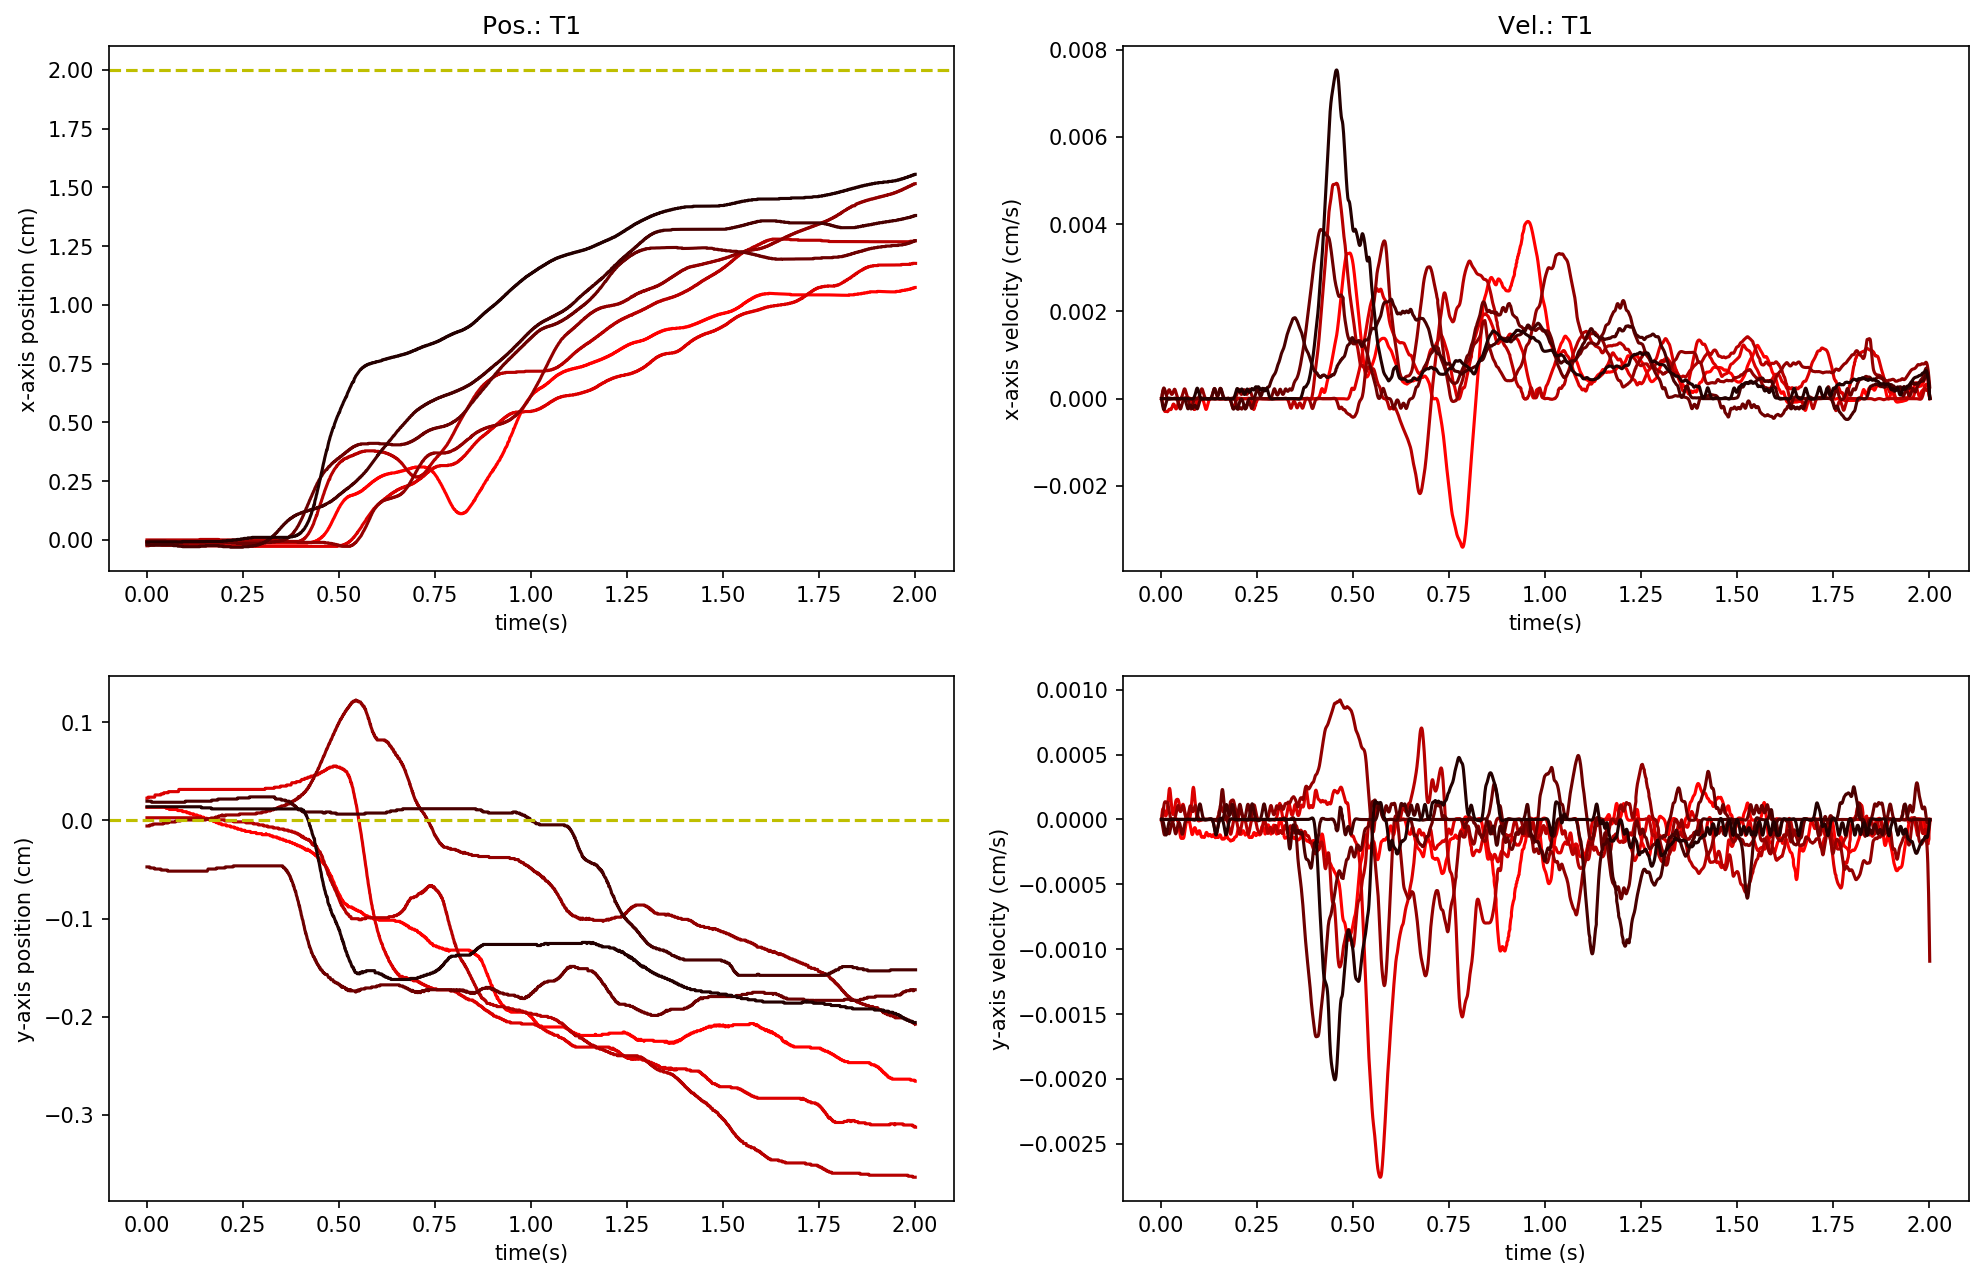 Pos.: T1
x-axis position (cm)
2.00
1.75
1.50
1.25
1.00
0.75
0.50
0.25
0.00
0.00 0.25 0.50 0.75 1.00 1.25 1.50 1.75 2.00
time(s)
Vel.: T1
x-axis velocity (cm/s)
0.008
0.006
0.004
0.002
0.000
−0.002
0.00 0.25 0.50 0.75 1.00 1.25 1.50 1.75 2.00
time(s)
y-axis position (cm)
0.1
0.0
−0.1
−0.2
−0.3
0.00 0.25 0.50 0.75 1.00 1.25 1.50 1.75 2.00
time(s)
y-axis velocity (cm/s)
0.0010
0.0005
0.0000
−0.0005
−0.0010
−0.0015
−0.0020
−0.0025
0.00 0.25 0.50 0.75 1.00 1.25 1.50 1.75 2.00
time (s)